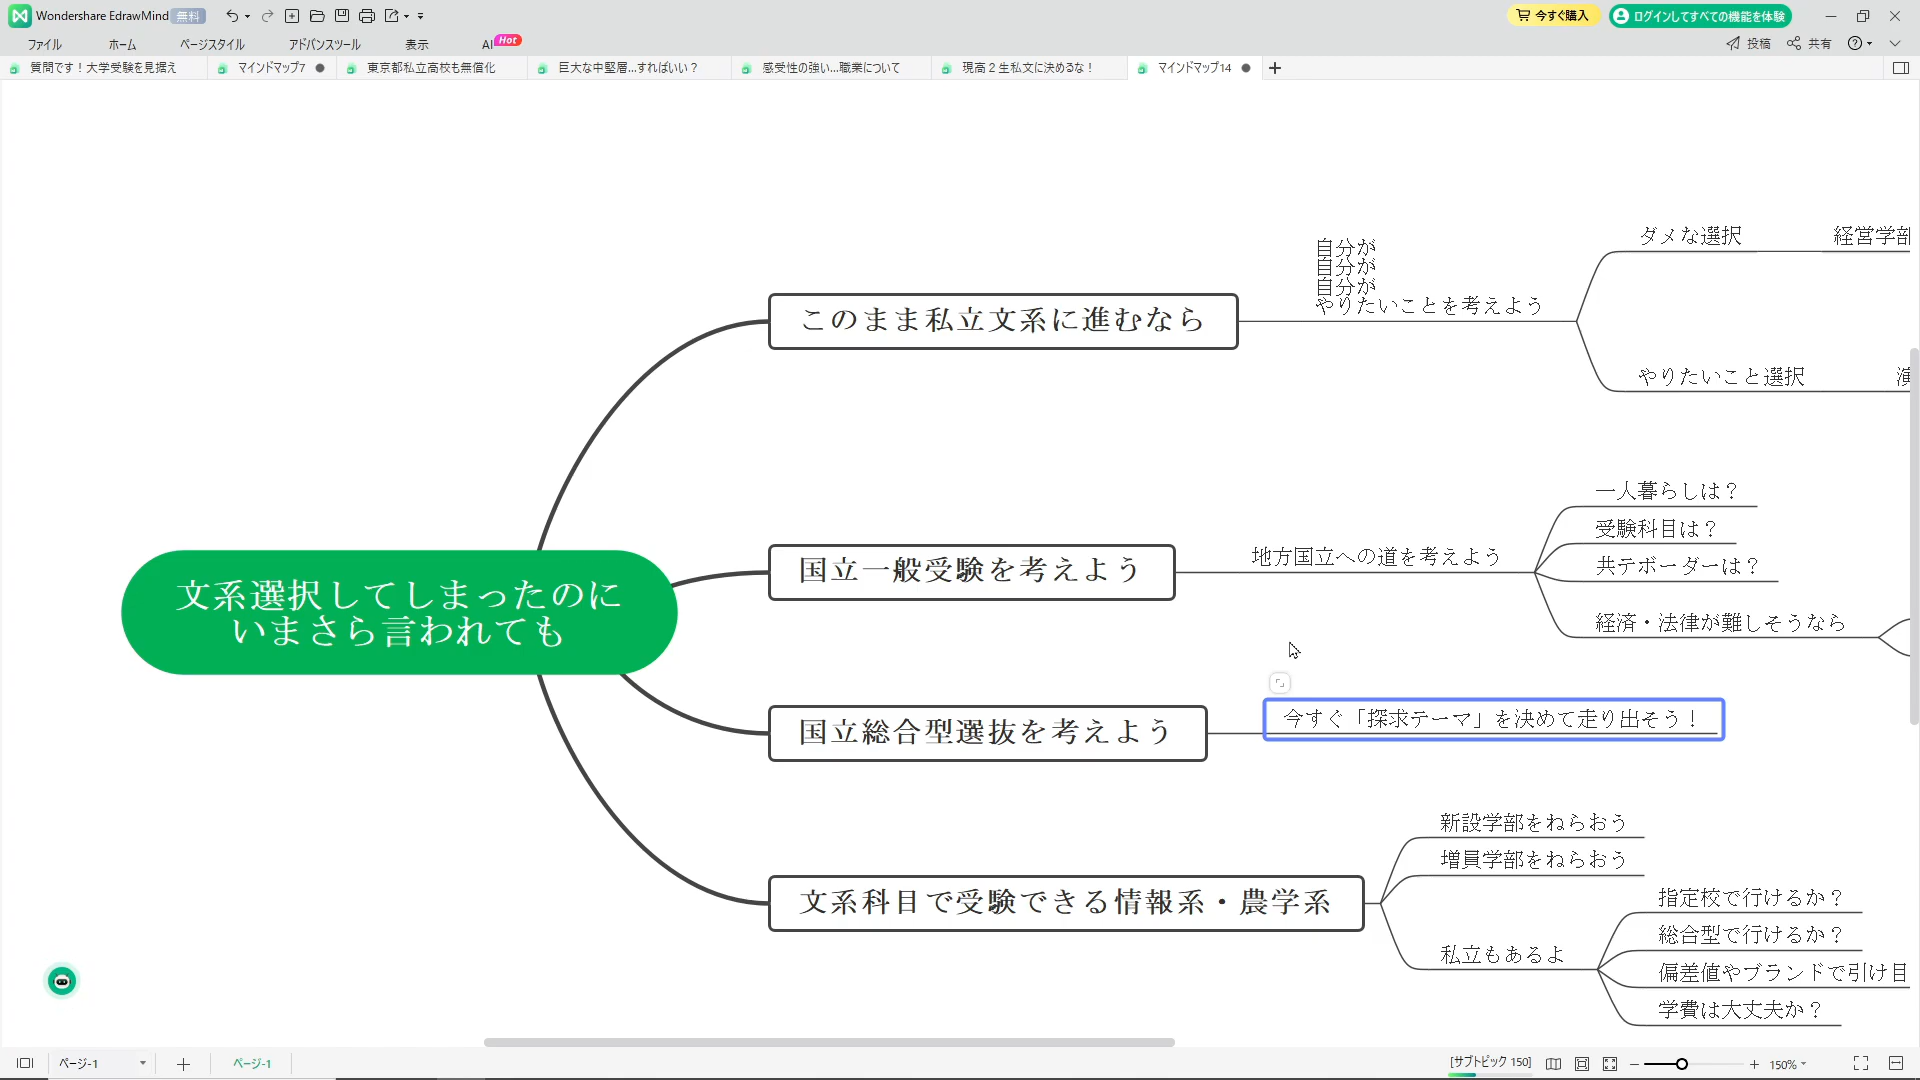 Wondershare EdrawMind 無料
今すぐ購入
ログインしてすべての機能を体験
ファイル ホーム ページスタイル アドバンスツール 表示 AI Hot
投稿 共有
質問です！大学受験を見据え マインドマップ7 東京都私立高校も無償化 巨大な中堅層...すればいい？ 感受性の強い...職業について 現高２生私文に決めるな！ マインドマップ14
自分が
自分が
自分が
やりたいことを考えよう
ダメな選択
経営学部
このまま私立文系に進むなら
やりたいこと選択
演
一人暮らしは？
受験科目は？
共テボーダーは？
経済・法律が難しそうなら
国立一般受験を考えよう
地方国立への道を考えよう
文系選択してしまったのに
いまさら言われても
国立総合型選抜を考えよう
今すぐ「探求テーマ」を決めて走り出そう！
新設学部をねらおう
増員学部をねらおう
文系科目で受験できる情報系・農学系
私立もあるよ
指定校で行けるか？
総合型で行けるか？
偏差値やブランドで引け目
学費は大丈夫か？
ページ-1
ページ-1
[サブトピック 150]
150%